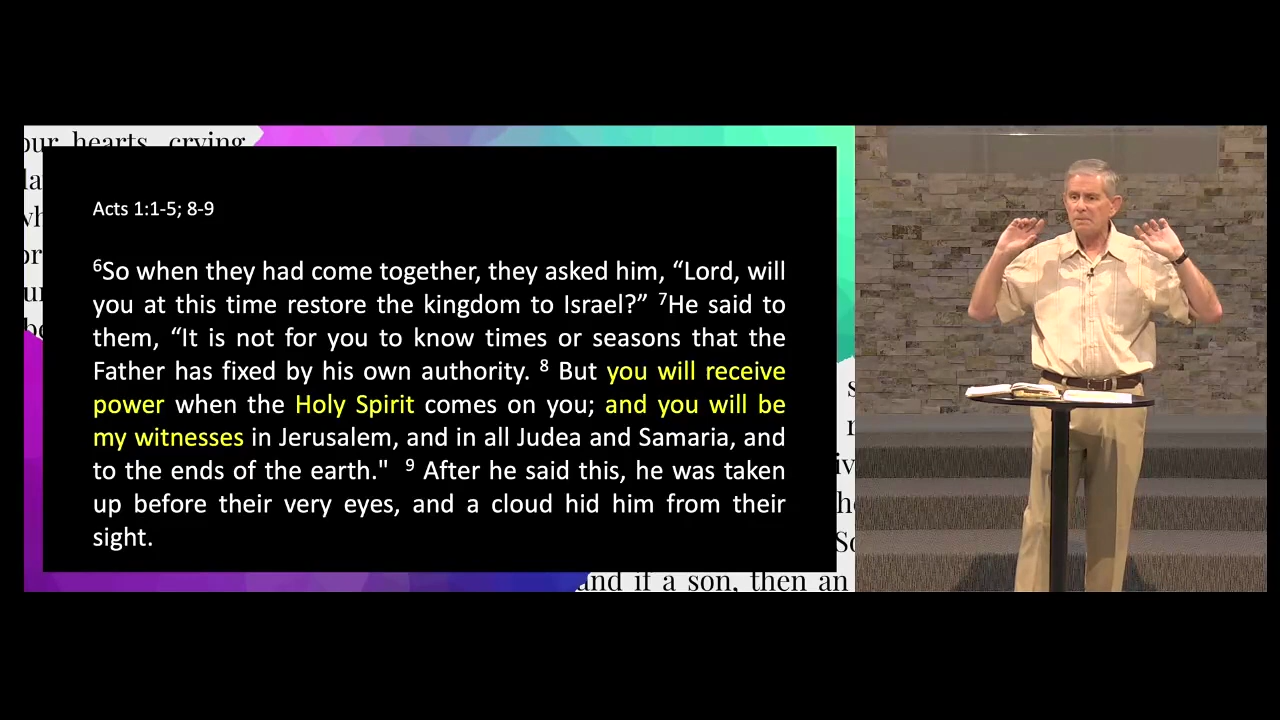 our hearts, crying
Acts 1:1-5; 8-9
⁶So when they had come together, they asked him, “Lord, will
you at this time restore the kingdom to Israel?” ⁷He said to
them, “It is not for you to know times or seasons that the
Father has fixed by his own authority. ⁸ But you will receive
power when the Holy Spirit comes on you; and you will be
my witnesses in Jerusalem, and in all Judea and Samaria, and
to the ends of the earth." ⁹ After he said this, he was taken
up before their very eyes, and a cloud hid him from their
sight.
So
and if a son, then an